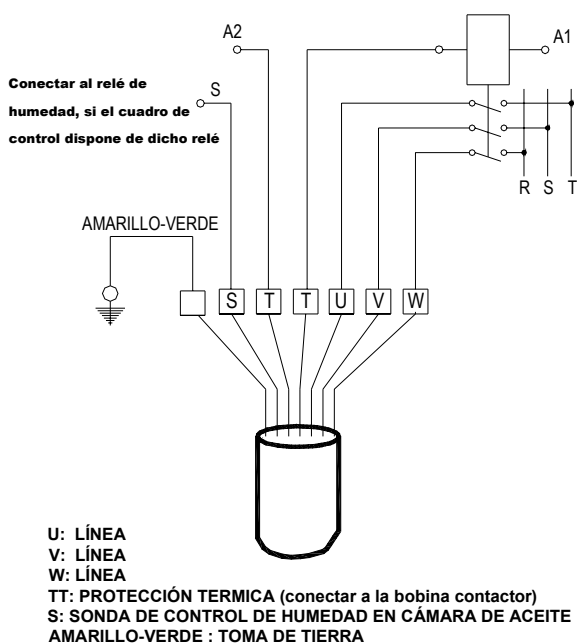 A2
A1
S
Conectar al relé de
humedad, si el cuadro de
control dispone de dicho relé
R S T
AMARILLO-VERDE
S T T U V W
U: LÍNEA
V: LÍNEA
W: LÍNEA
TT: PROTECCIÓN TERMICA (conectar a la bobina contactor)
S: SONDA DE CONTROL DE HUMEDAD EN CÁMARA DE ACEITE
AMARILLO-VERDE : TOMA DE TIERRA